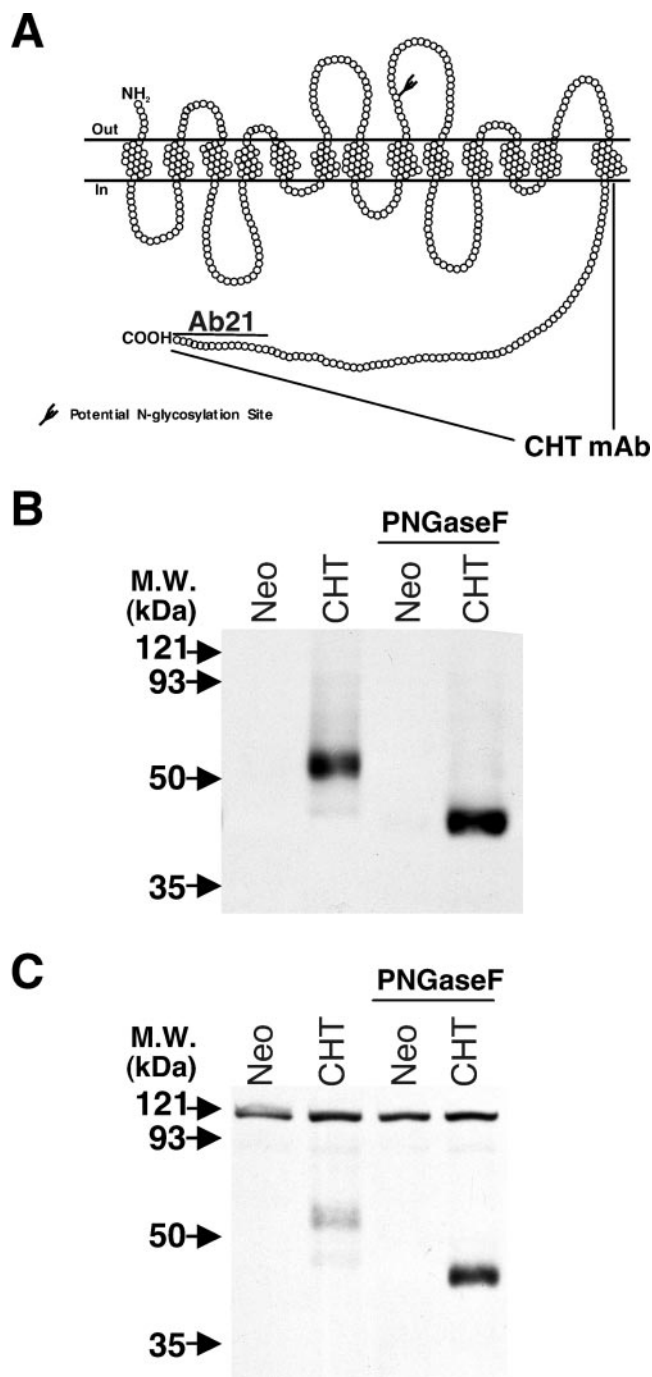 A
NH2
Out
In
Ab21
COOH
Potential N-glycosylation Site
CHT mAb
B
PNGaseF
M.W.
(kDa)
Neo
CHT
Neo
CHT
121
93
50
35
C
PNGaseF
M.W.
(kDa)
Neo
CHT
Neo
CHT
121
93
50
35